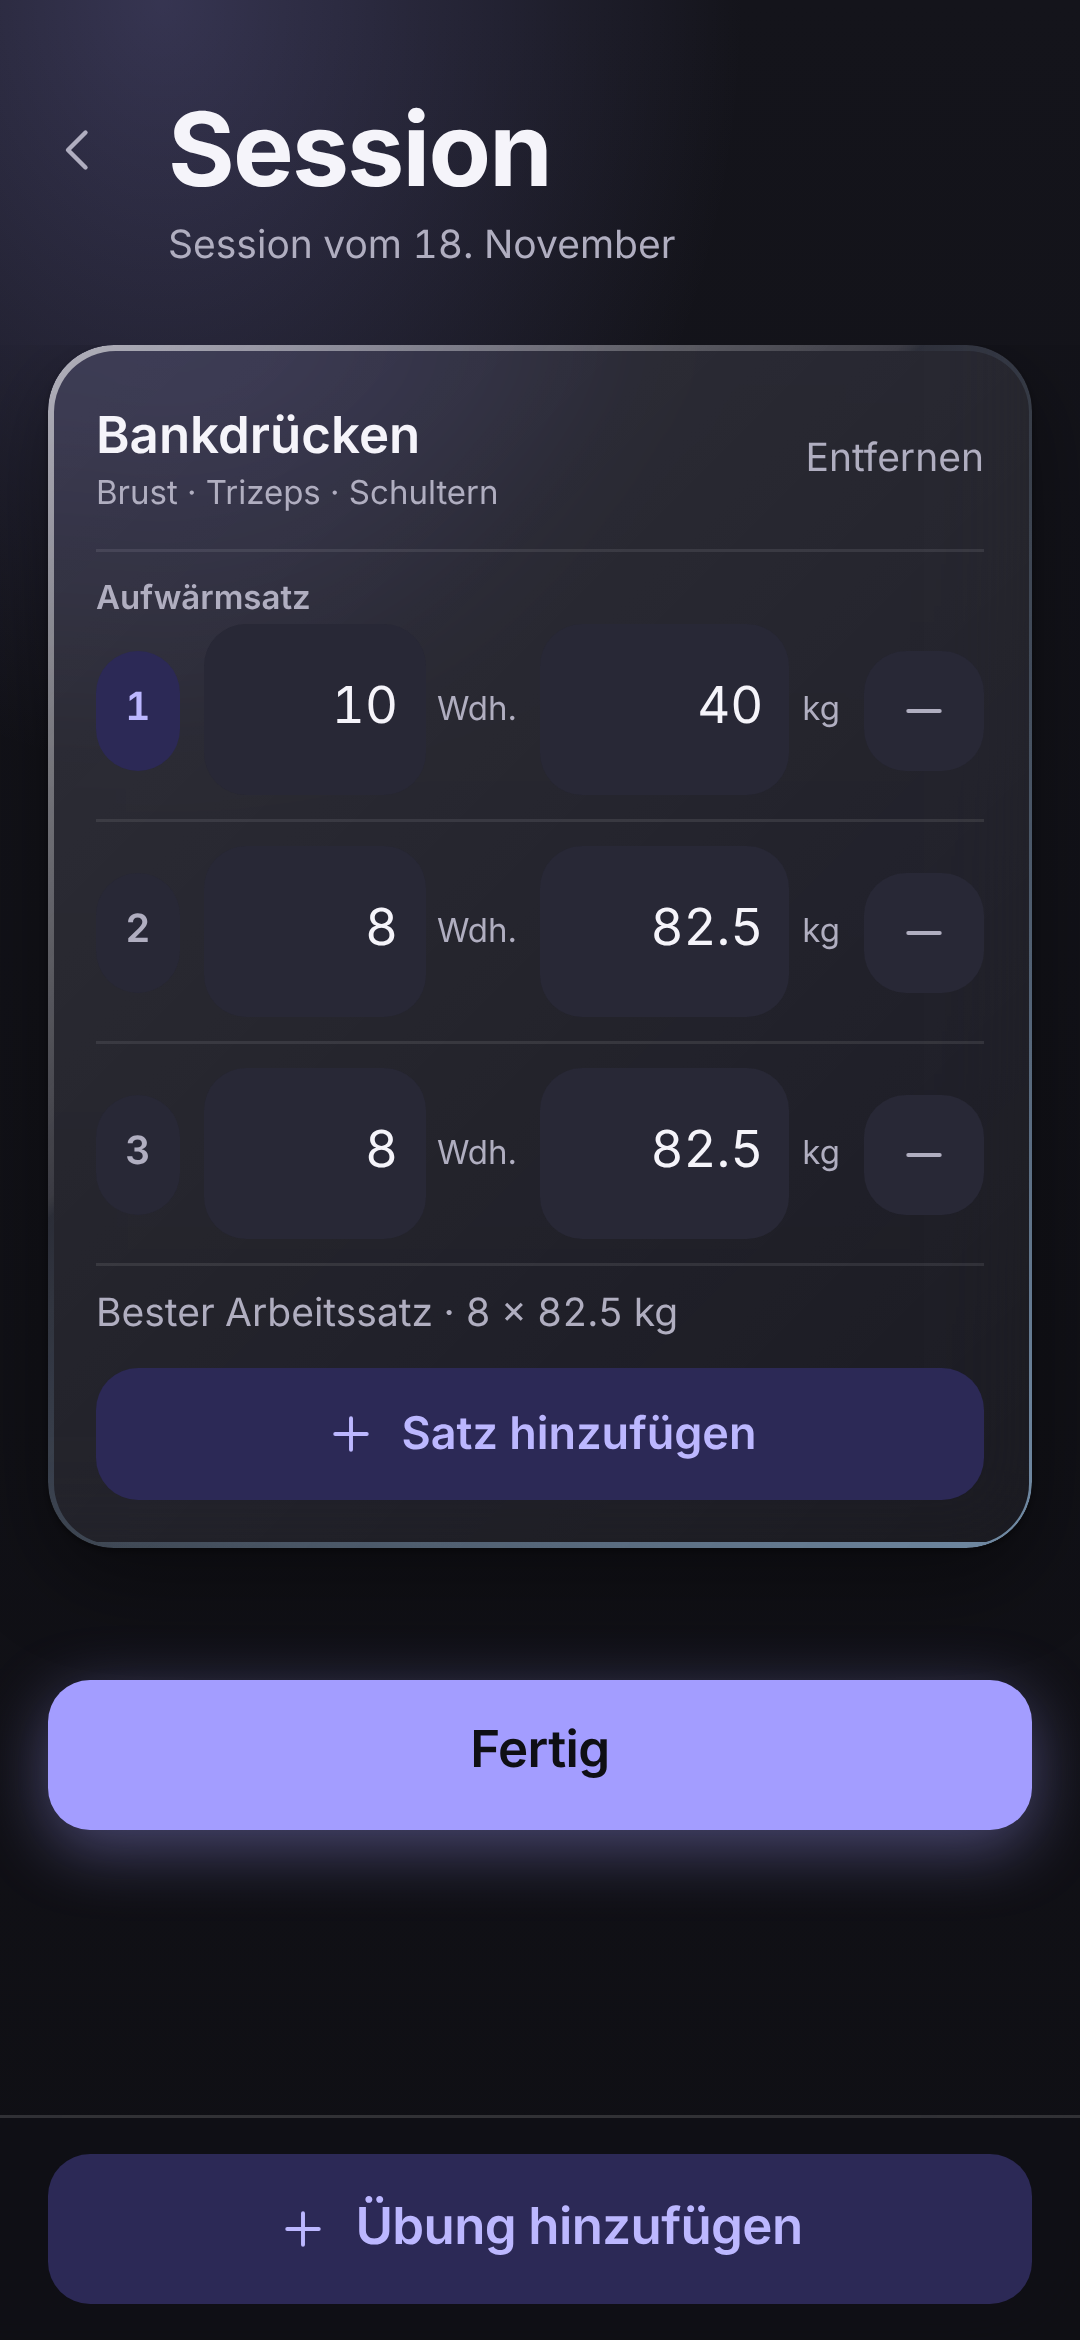 Session
Session vom 18. November
Bankdrücken
Entfernen
Brust · Trizeps · Schultern
Aufwärmsatz
1 10 Wdh. 40 kg —
2 8 Wdh. 82.5 kg —
3 8 Wdh. 82.5 kg —
Bester Arbeitssatz · 8 × 82.5 kg
+ Satz hinzufügen
Fertig
+ Übung hinzufügen